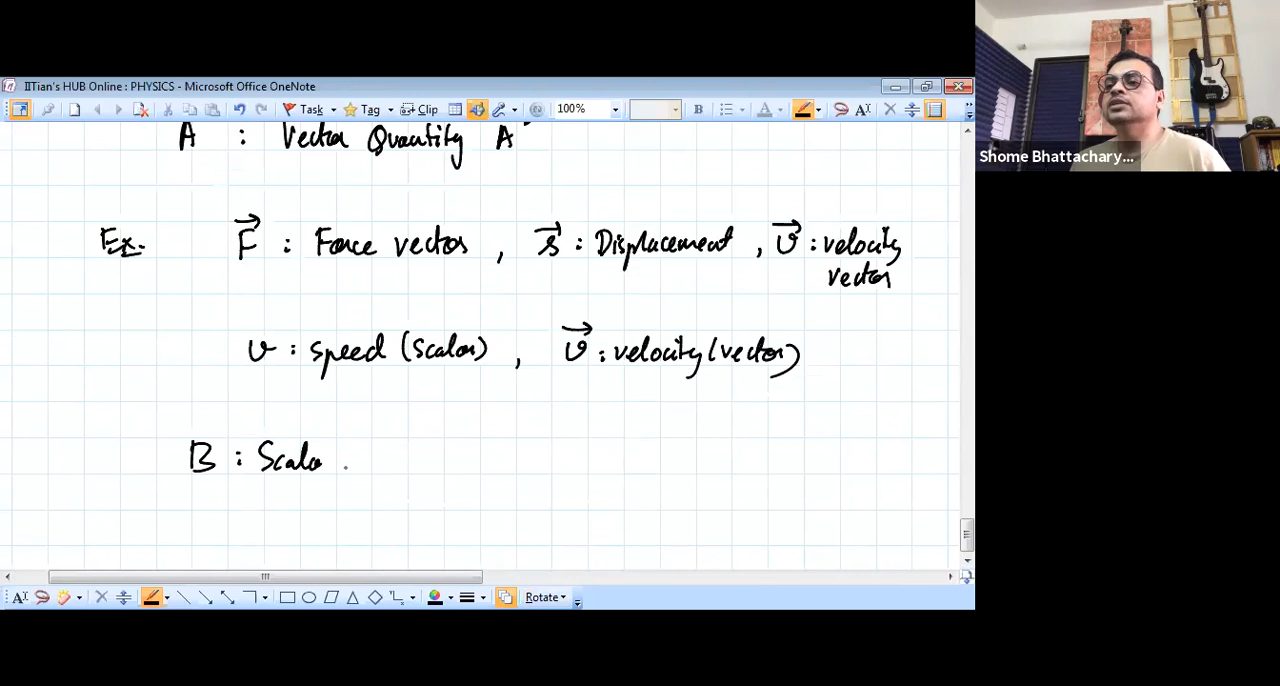 IITian's HUB Online : PHYSICS - Microsoft Office OneNote
Task Tag Clip 100% B A
A : Vector Quantity A
Ex. F⃗ : Force vector , s⃗ : Displacement , v⃗ : velocity
vector
v : speed (scalar) , v⃗ : velocity (vector)
B : Scala
Rotate
Shome Bhattachary...